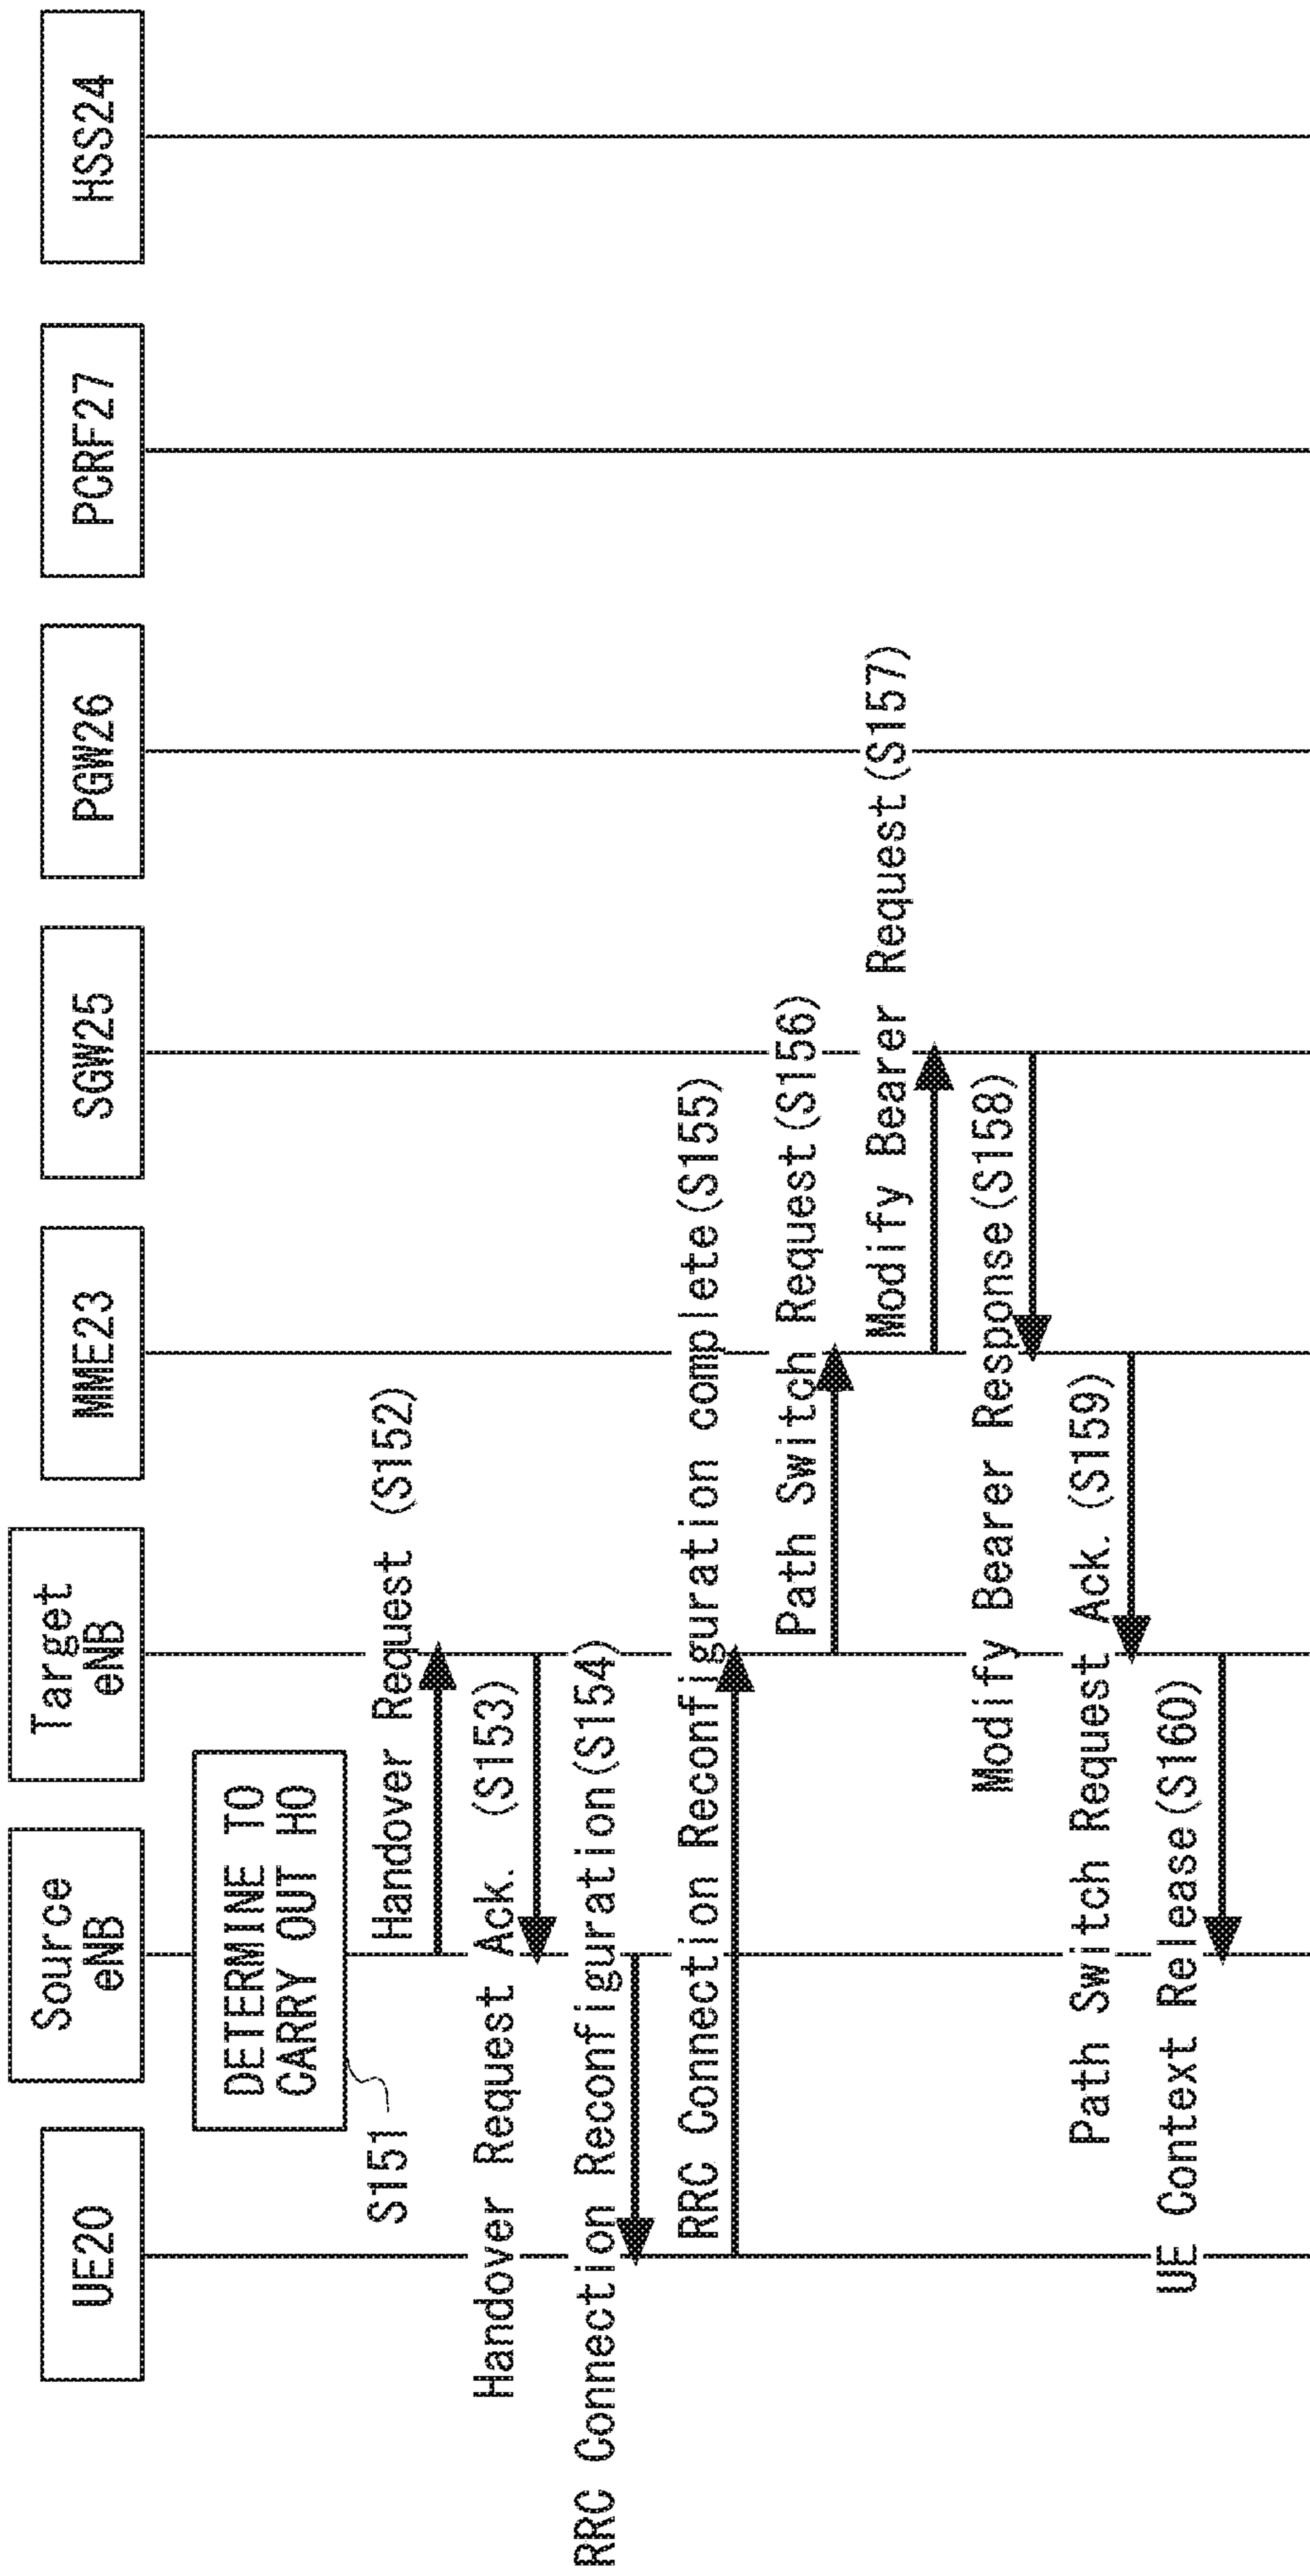 UE20
Source
eNB
Target
eNB
MME23
SGW25
PGW26
PCRF27
HSS24
DETERMINE TO
CARRY OUT HO
S151
Handover Request (S152)
Handover Request Ack. (S153)
RRC Connection Reconfiguration(S154)
RRC Connection Reconfiguration complete(S155)
Path Switch Request(S156)
Modify Bearer Request(S157)
Modify Bearer Response(S158)
Path Switch Request Ack. (S159)
UE Context Release(S160)